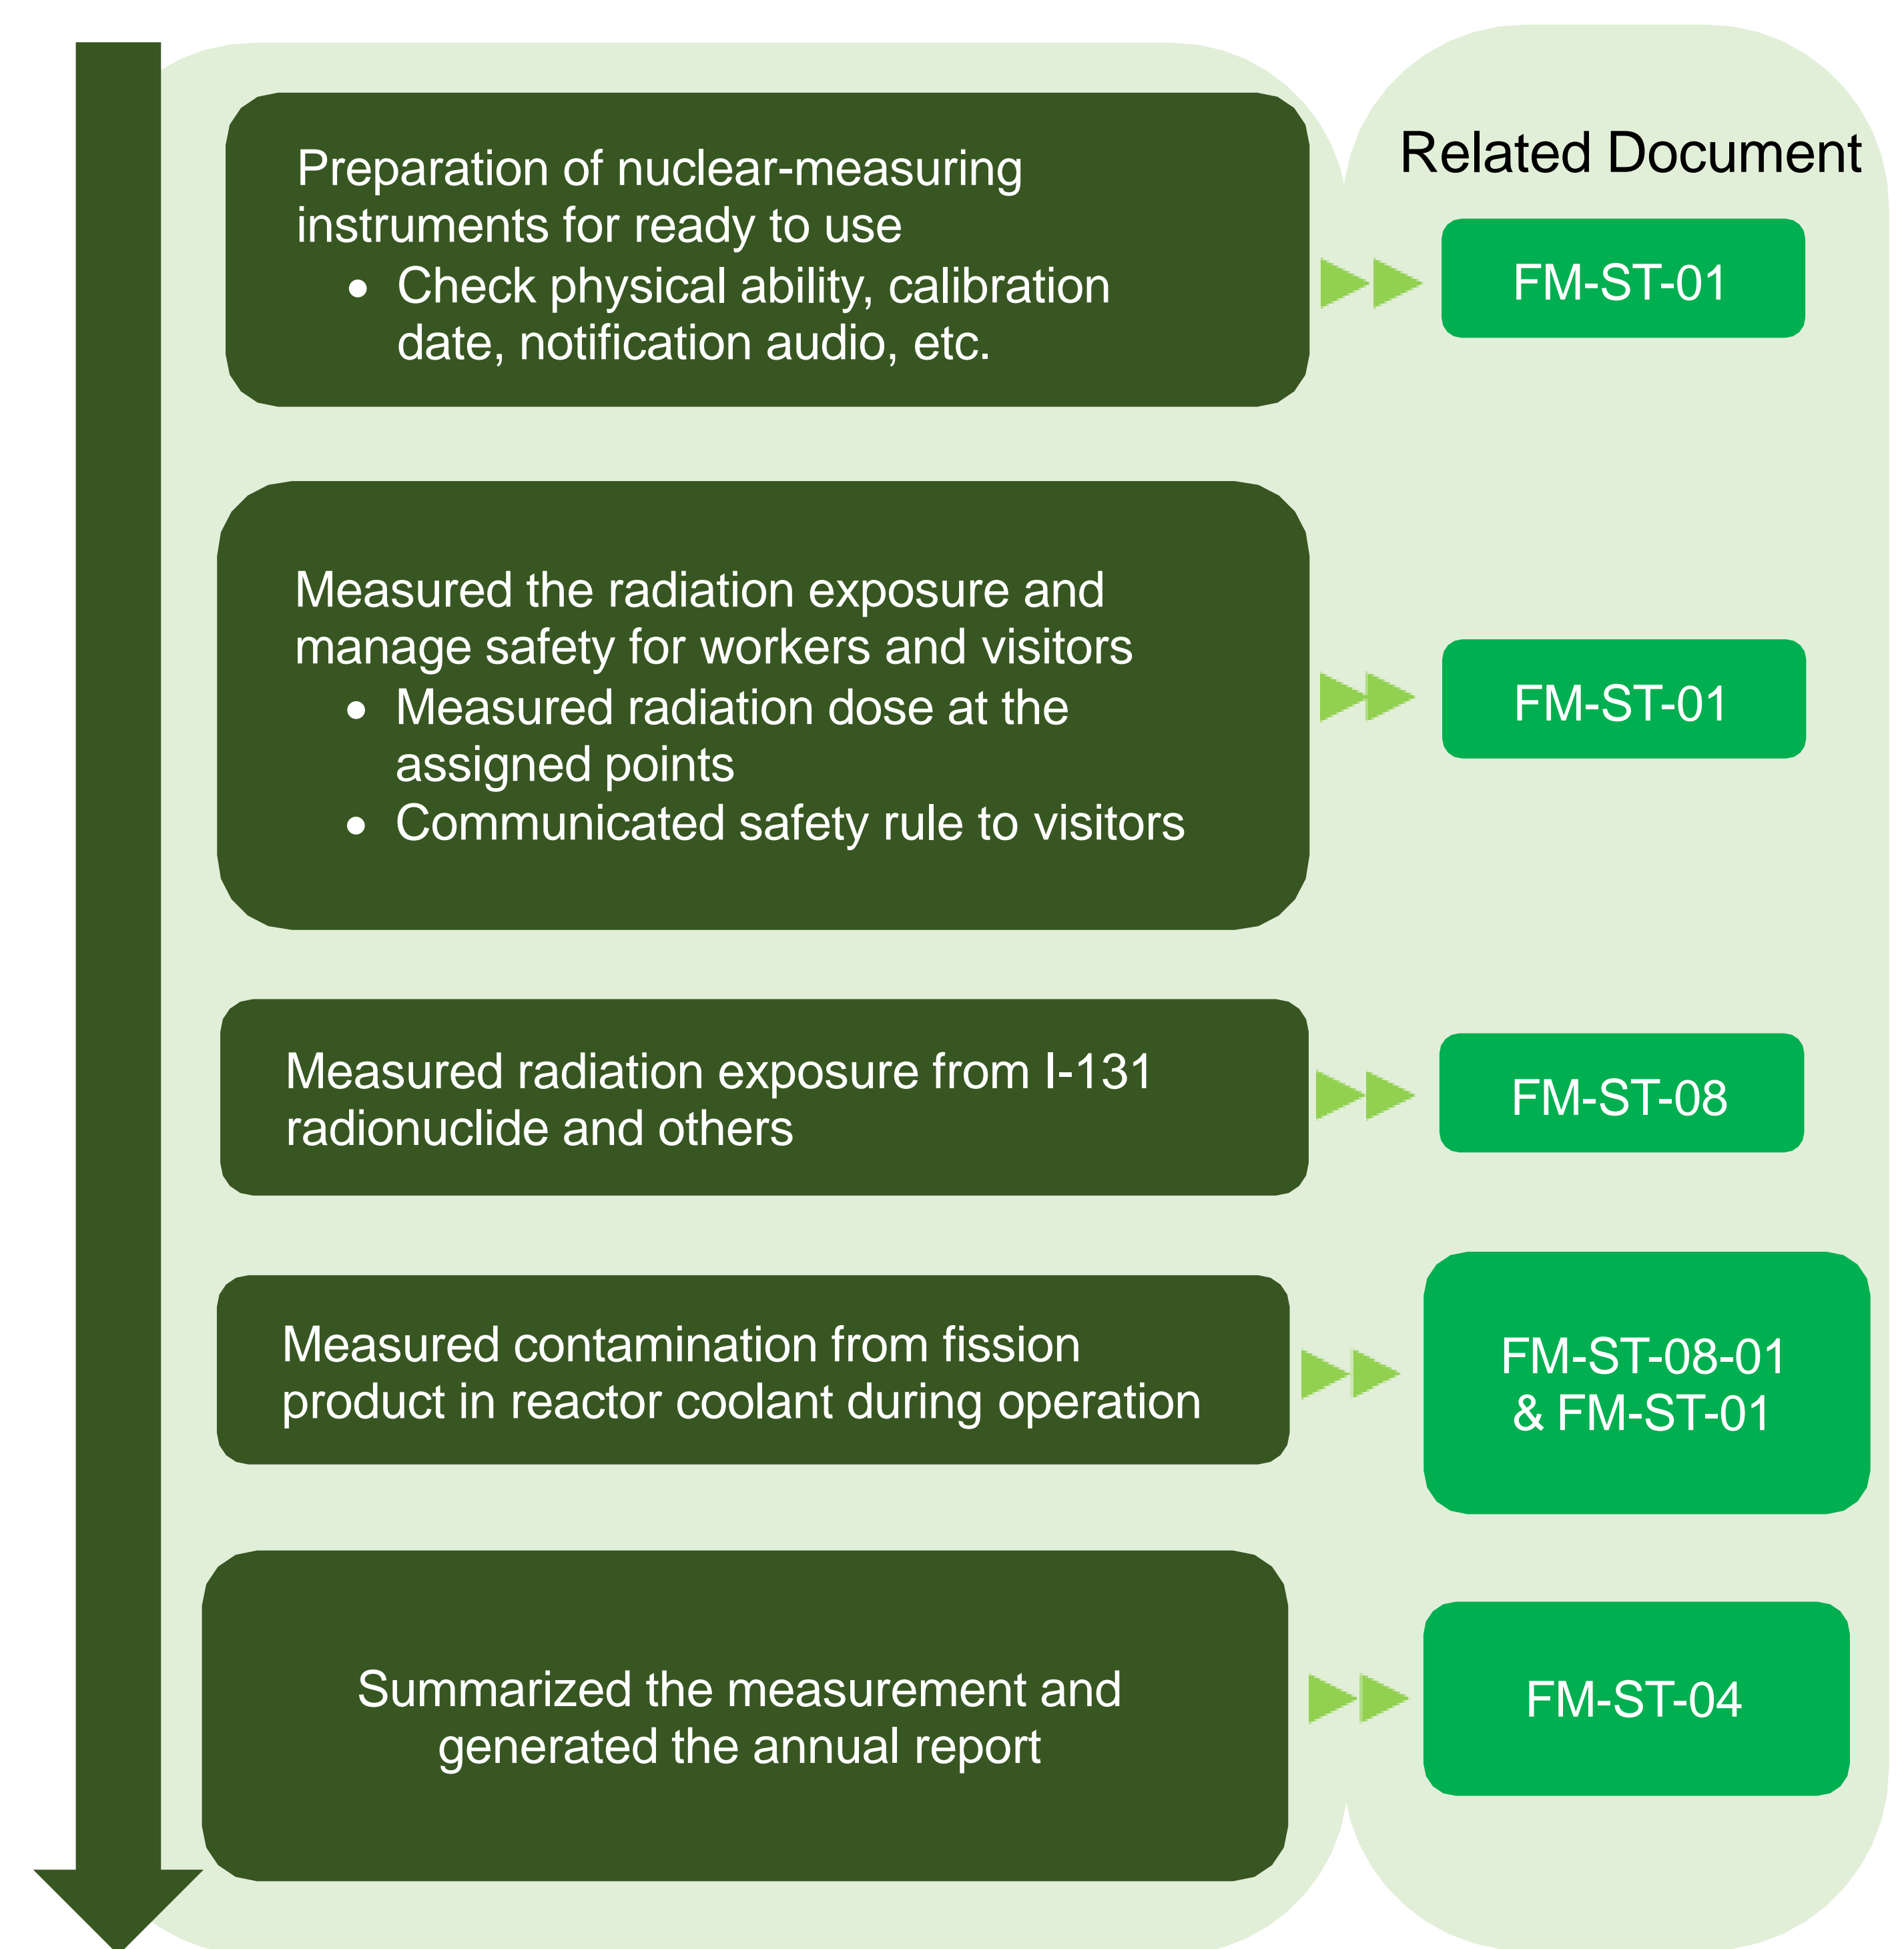 Related Document
Preparation of nuclear-measuring
instruments for ready to use
● Check physical ability, calibration
date, notification audio, etc.
FM-ST-01
Measured the radiation exposure and
manage safety for workers and visitors
● Measured radiation dose at the
assigned points
● Communicated safety rule to visitors
FM-ST-01
Measured radiation exposure from I-131
radionuclide and others
FM-ST-08
Measured contamination from fission
product in reactor coolant during operation
FM-ST-08-01
& FM-ST-01
Summarized the measurement and
generated the annual report
FM-ST-04